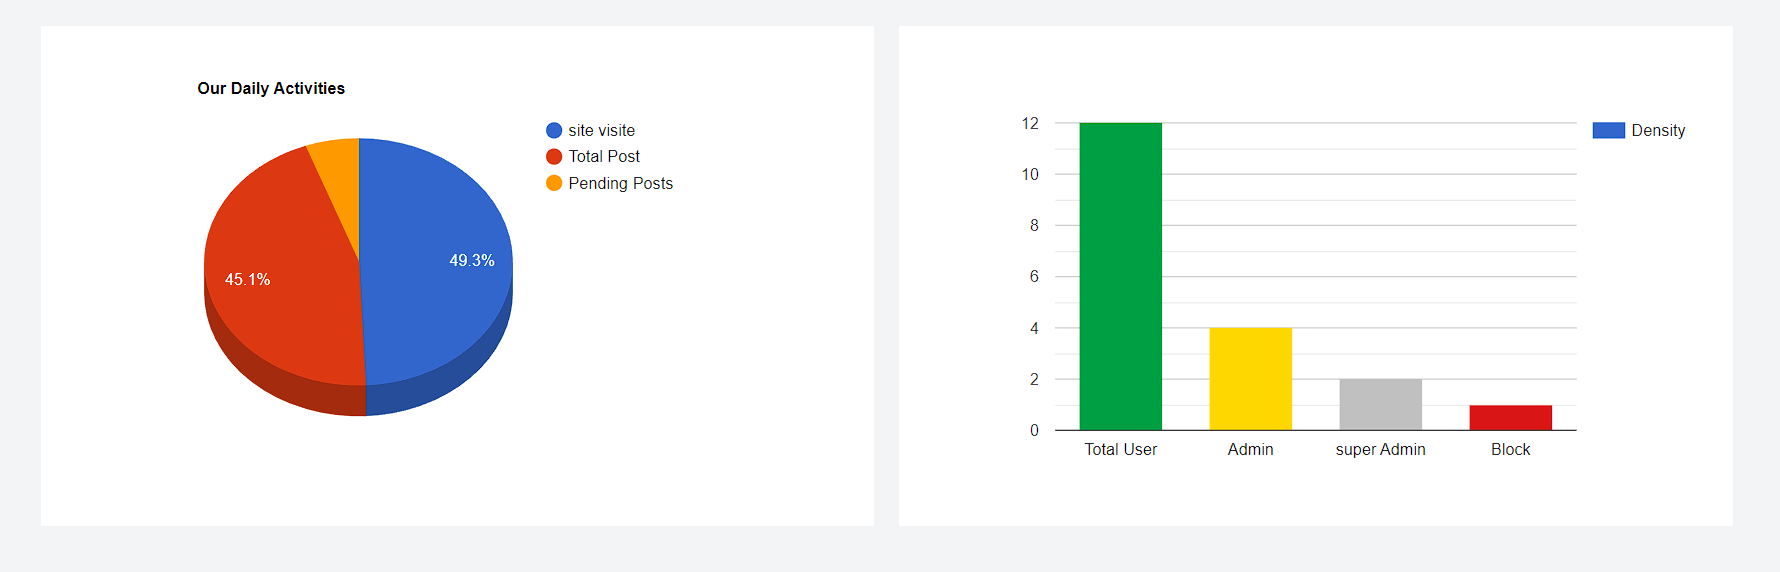 Our Daily Activities
site visite
Total Post
Pending Posts
49.3%
45.1%
12
10
8
6
4
2
0
Total User
Admin
super Admin
Block
Density